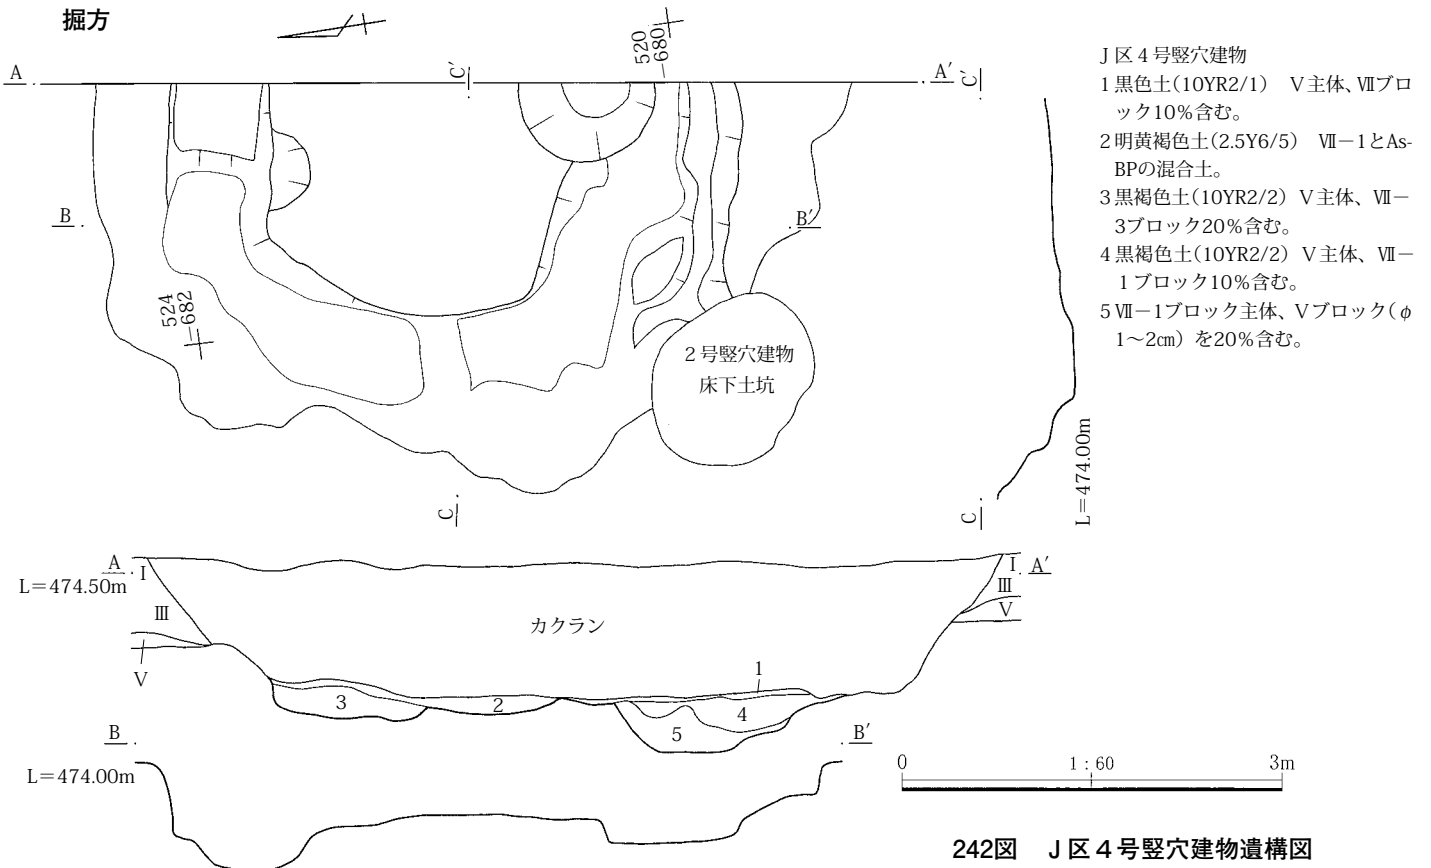 掘方
520
－680
A
C′
A′
C′
B
B′
524
－682
2号竪穴建物
床下土坑
C
C
L＝474.00m
J区4号竪穴建物
1 黒色土(10YR2/1)　Ⅴ主体、Ⅶブロ
ック10%含む。
2 明黄褐色土(2.5Y6/5)　Ⅶ－1とAs-
BPの混合土。
3 黒褐色土(10YR2/2) Ⅴ主体、Ⅶ－
3ブロック20%含む。
4 黒褐色土(10YR2/2) Ⅴ主体、Ⅶ－
1ブロック10%含む。
5 Ⅶ－1ブロック主体、Ⅴブロック(φ
1～2㎝) を20%含む。
A
L＝474.50m
Ⅰ
Ⅲ
Ⅴ
カクラン
Ⅰ
A′
Ⅲ
Ⅴ
1
3
2
4
5
B
B′
L＝474.00m
0
1：60
3m
242図　J区4号竪穴建物遺構図